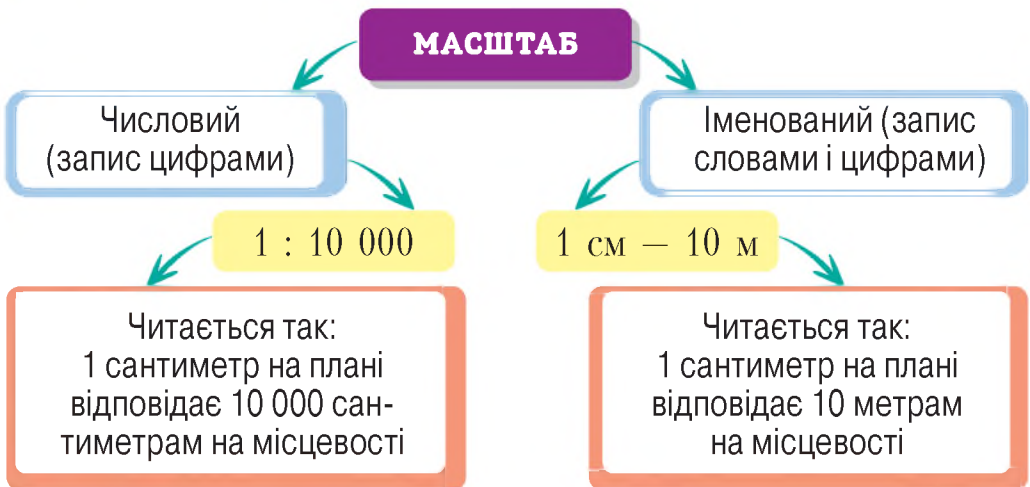 МАСШТАБ
Числовий
(запис цифрами)
Іменований (запис
словами і цифрами)
1 : 10 000
1 см – 10 м
Читається так:
1 сантиметр на плані
відповідає 10 000 сан-
тиметрам на місцевості
Читається так:
1 сантиметр на плані
відповідає 10 метрам
на місцевості